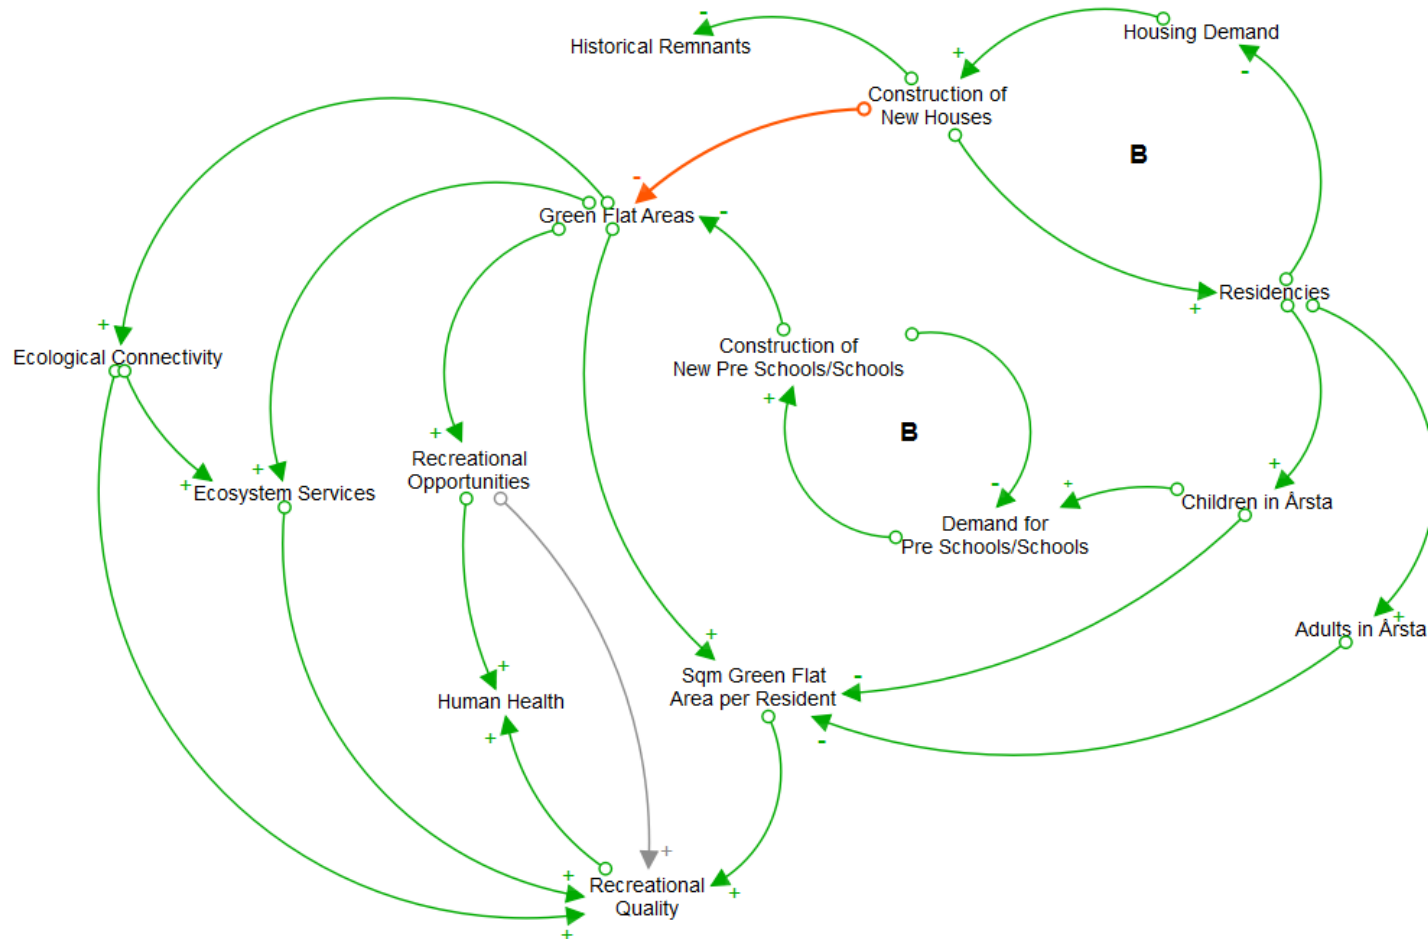 -
Housing Demand
Historical Remnants
+
-
Construction of
New Houses
B
-
Green Flat Areas
-
Residencies
+
+
Ecological Connectivity
Construction of
New Pre Schools/Schools
+
+
B
Recreational
Opportunities
+
+
Ecosystem Services
+
-
+
Children in Årsta
Demand for
Pre Schools/Schools
+
Adults in Årsta
+
Sqm Green Flat
Area per Resident
-
+
Human Health
+
-
+
Recreational
Quality
+
+
+